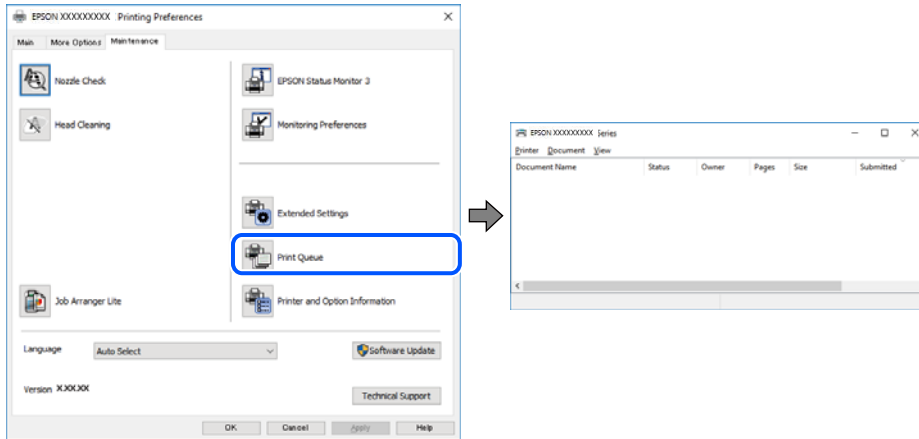 EPSON XXXXXXXXX Printing Preferences
Main More Options Maintenance
Nozzle Check
EPSON Status Monitor 3
Head Cleaning
Monitoring Preferences
Extended Settings
Print Queue
Job Arranger Lite
Printer and Option Information
Language Auto Select
Software Update
Version X.XX.XX
Technical Support
OK Cancel Apply Help
EPSON XXXXXXXXX Series
Printer Document View
Document Name Status Owner Pages Size Submitted